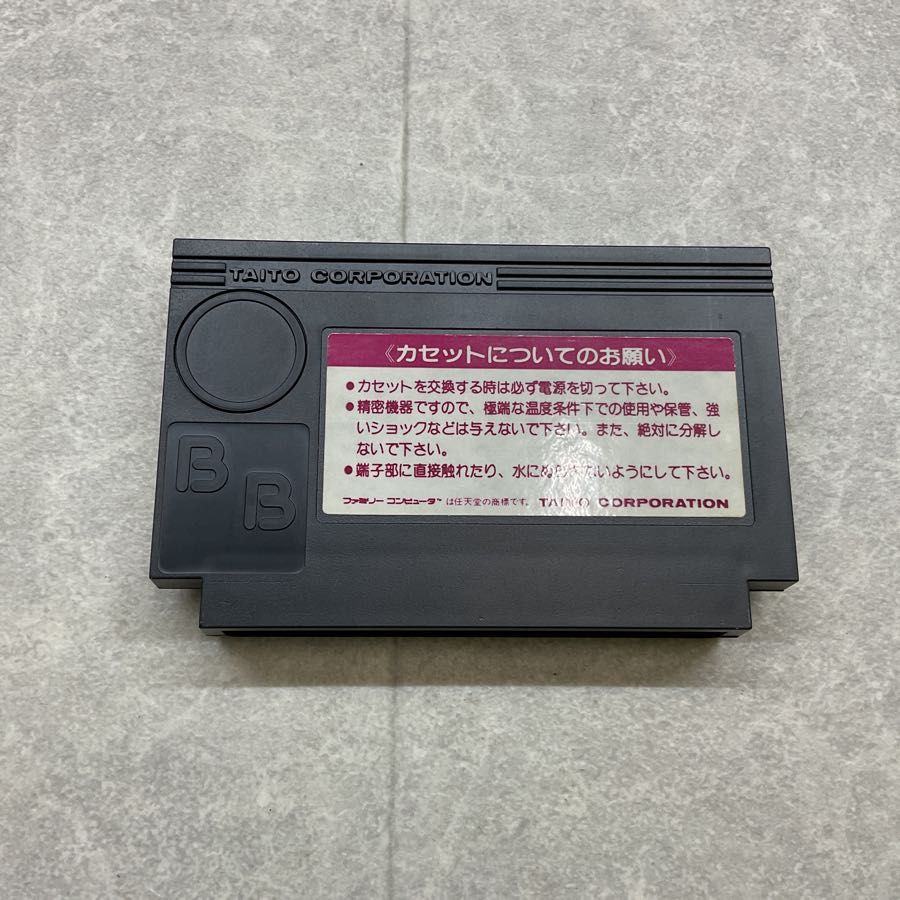 TAITO CORPORATION
《カセットについてのお願い》
●カセットを交換する時は必ず電源を切って下さい。
●精密機器ですので、極端な温度条件下での使用や保管、強
いショックなどは与えないで下さい。また、絶対に分解し
ないで下さい。
●端子部に直接触れたり、水にぬらさないようにして下さい。
ファミリーコンピュータ™は任天堂の商標です。 TAITO CORPORATION
B
B